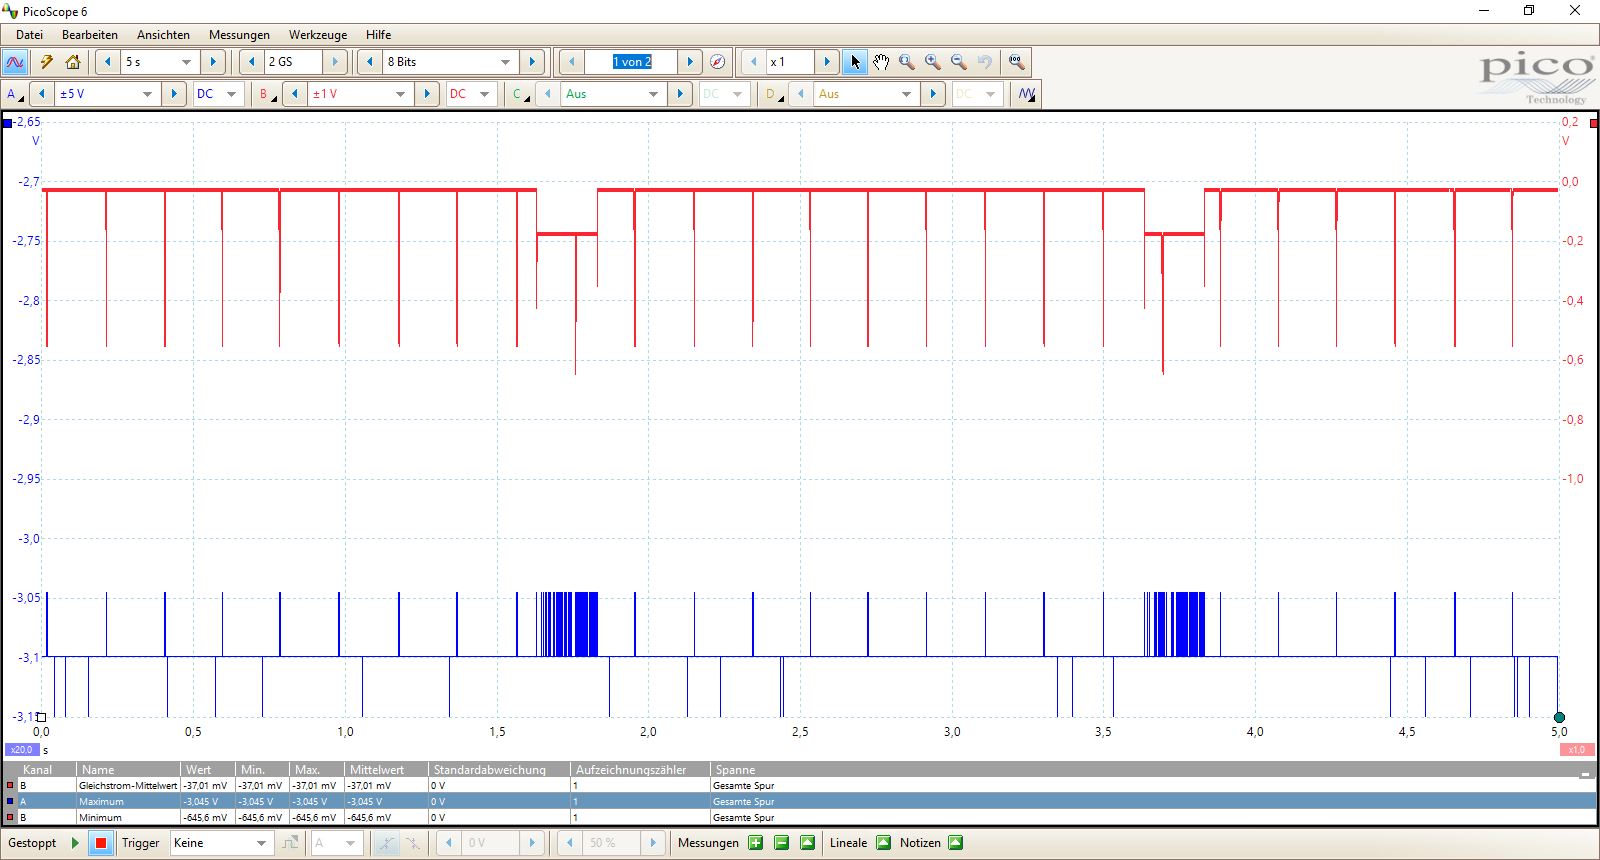 PicoScope 6
Datei Bearbeiten Ansichten Messungen Werkzeuge Hilfe
5 s 2 GS 8 Bits 1 von 2 x 1
A ±5 V DC B ±1 V DC C Aus DC D Aus DC
pico
Technology
-2,65 0,2
V V
-2,7 0,0
-2,75 -0,2
-2,8 -0,4
-2,85 -0,6
-2,9 -0,8
-2,95 -1,0
-3,0
-3,05
-3,1
-3,15
0,0 0,5 1,0 1,5 2,0 2,5 3,0 3,5 4,0 4,5 5,0
x20,0 s x1,0
Kanal Name Wert Min. Max. Mittelwert Standardabweichung Aufzeichnungszähler Spanne
B Gleichstrom-Mittelwert -37,01 mV -37,01 mV -37,01 mV -37,01 mV 0 V 1 Gesamte Spur
A Maximum -3,045 V -3,045 V -3,045 V -3,045 V 0 V 1 Gesamte Spur
B Minimum -645,6 mV -645,6 mV -645,6 mV -645,6 mV 0 V 1 Gesamte Spur
Gestoppt Trigger Keine A 0 V 50 % Messungen Lineale Notizen